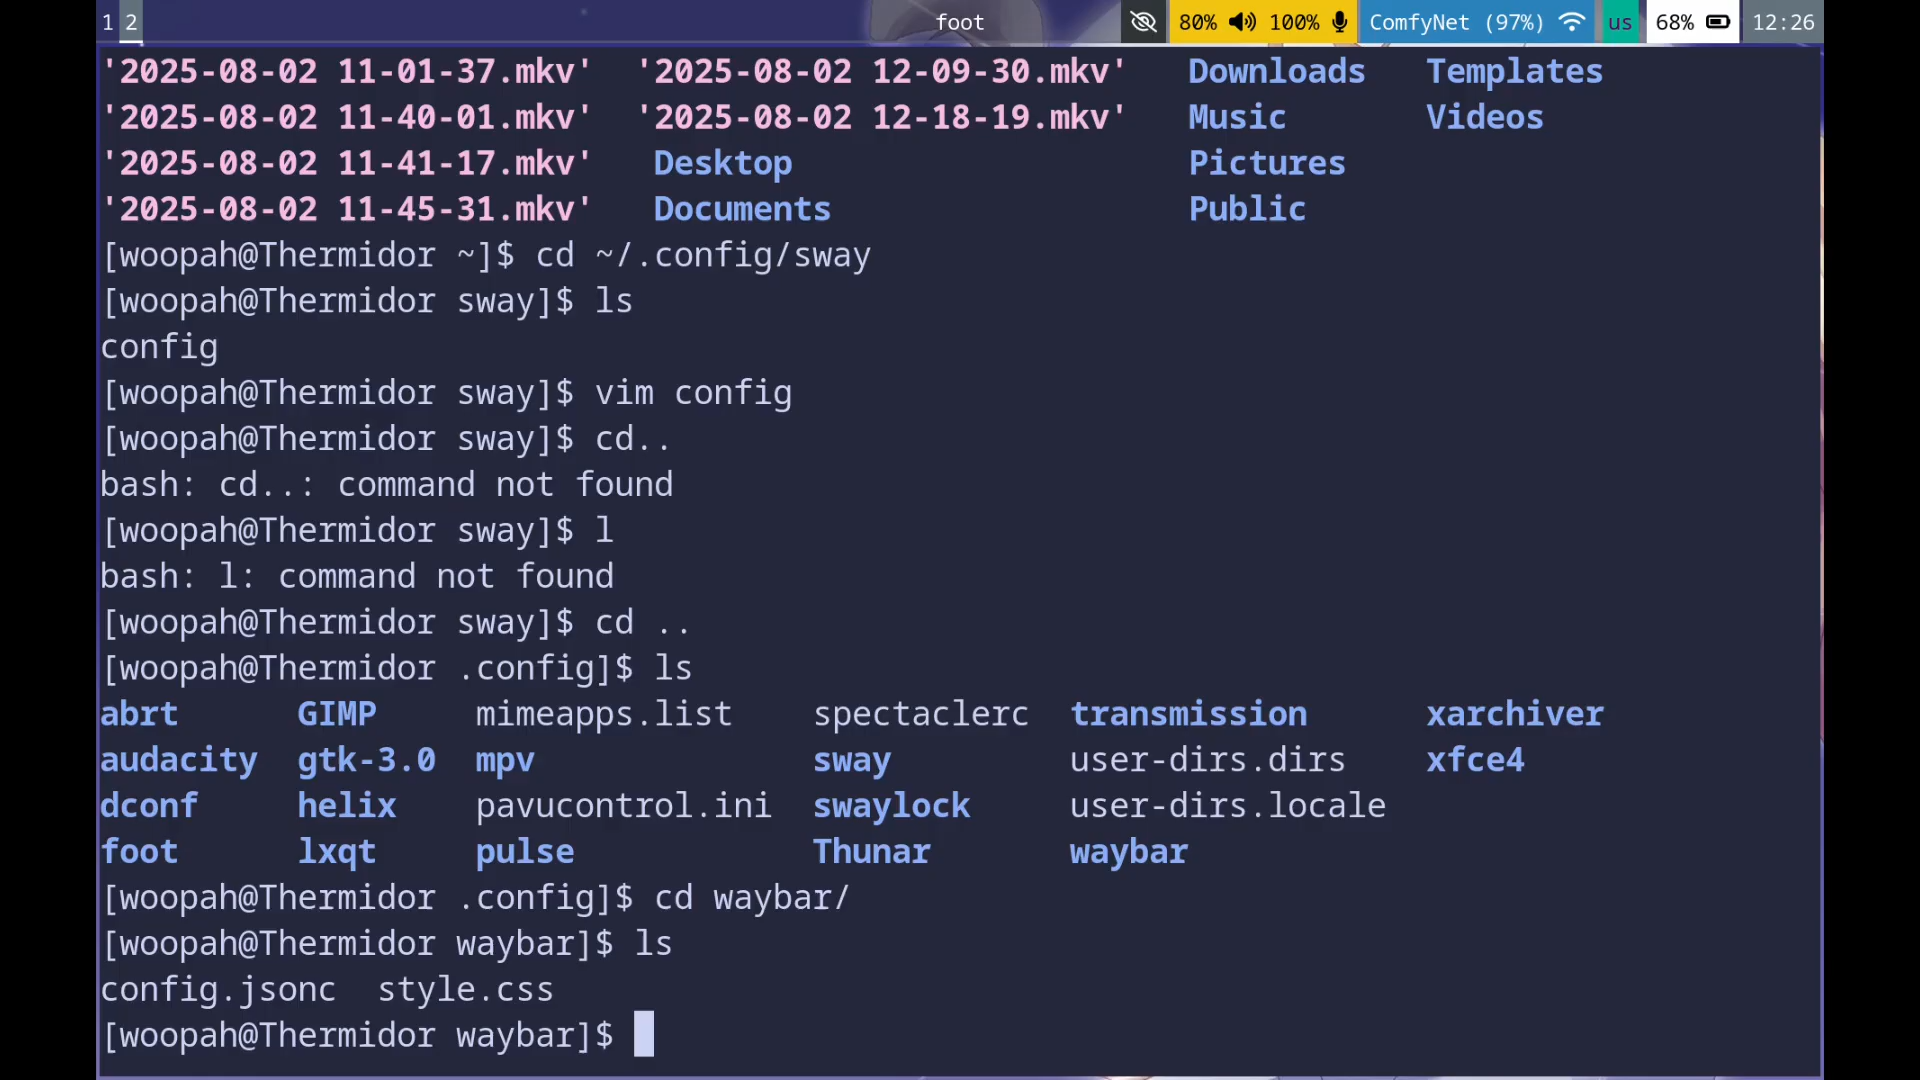 1 2 foot 80% 100% ComfyNet (97%) us 68% 12:26
'2025-08-02 11-01-37.mkv' '2025-08-02 12-09-30.mkv' Downloads Templates
'2025-08-02 11-40-01.mkv' '2025-08-02 12-18-19.mkv' Music Videos
'2025-08-02 11-41-17.mkv' Desktop Pictures
'2025-08-02 11-45-31.mkv' Documents Public
[woopah@Thermidor ~]$ cd ~/.config/sway
[woopah@Thermidor sway]$ ls
config
[woopah@Thermidor sway]$ vim config
[woopah@Thermidor sway]$ cd..
bash: cd..: command not found
[woopah@Thermidor sway]$ l
bash: l: command not found
[woopah@Thermidor sway]$ cd ..
[woopah@Thermidor .config]$ ls
abrt GIMP mimeapps.list spectaclerc transmission xarchiver
audacity gtk-3.0 mpv sway user-dirs.dirs xfce4
dconf helix pavucontrol.ini swaylock user-dirs.locale
foot lxqt pulse Thunar waybar
[woopah@Thermidor .config]$ cd waybar/
[woopah@Thermidor waybar]$ ls
config.jsonc style.css
[woopah@Thermidor waybar]$